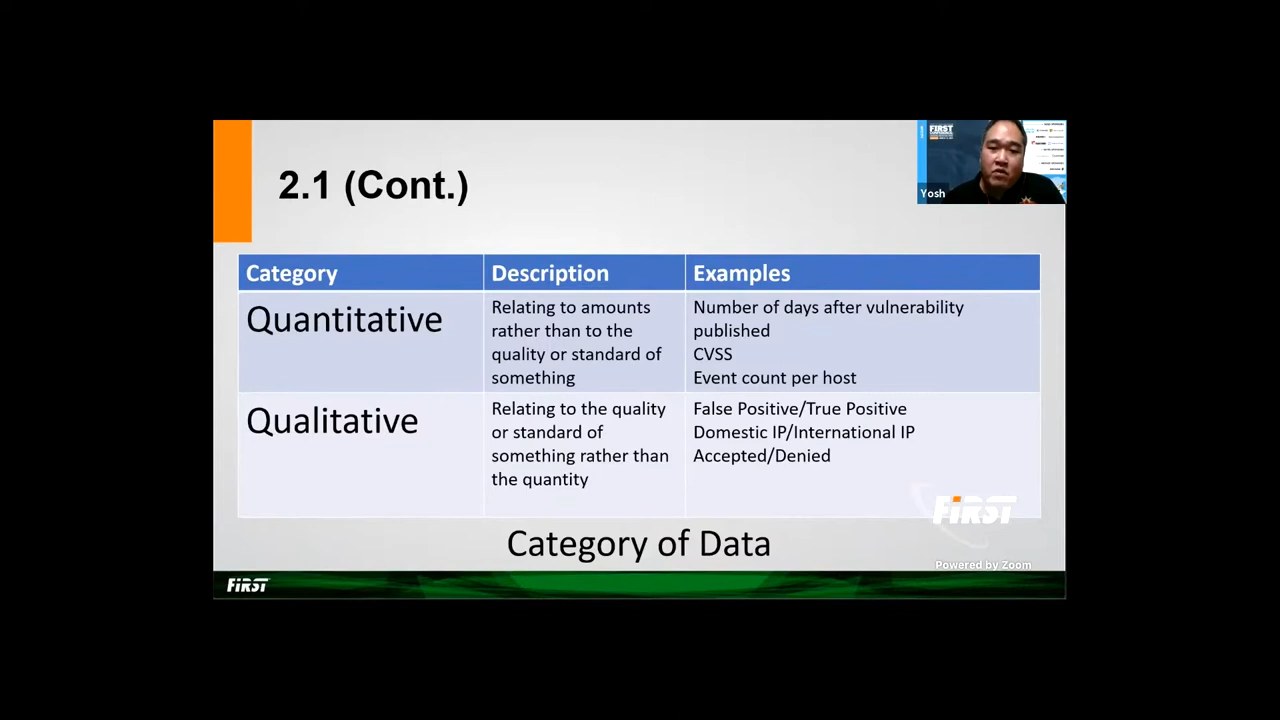 2.1 (Cont.)
FIRST
Yosh
Category
Description
Examples
Quantitative
Relating to amounts
rather than to the
quality or standard of
something
Number of days after vulnerability
published
CVSS
Event count per host
Qualitative
Relating to the quality
or standard of
something rather than
the quantity
False Positive/True Positive
Domestic IP/International IP
Accepted/Denied
FiRST
Category of Data
Powered by Zoom
FiRST